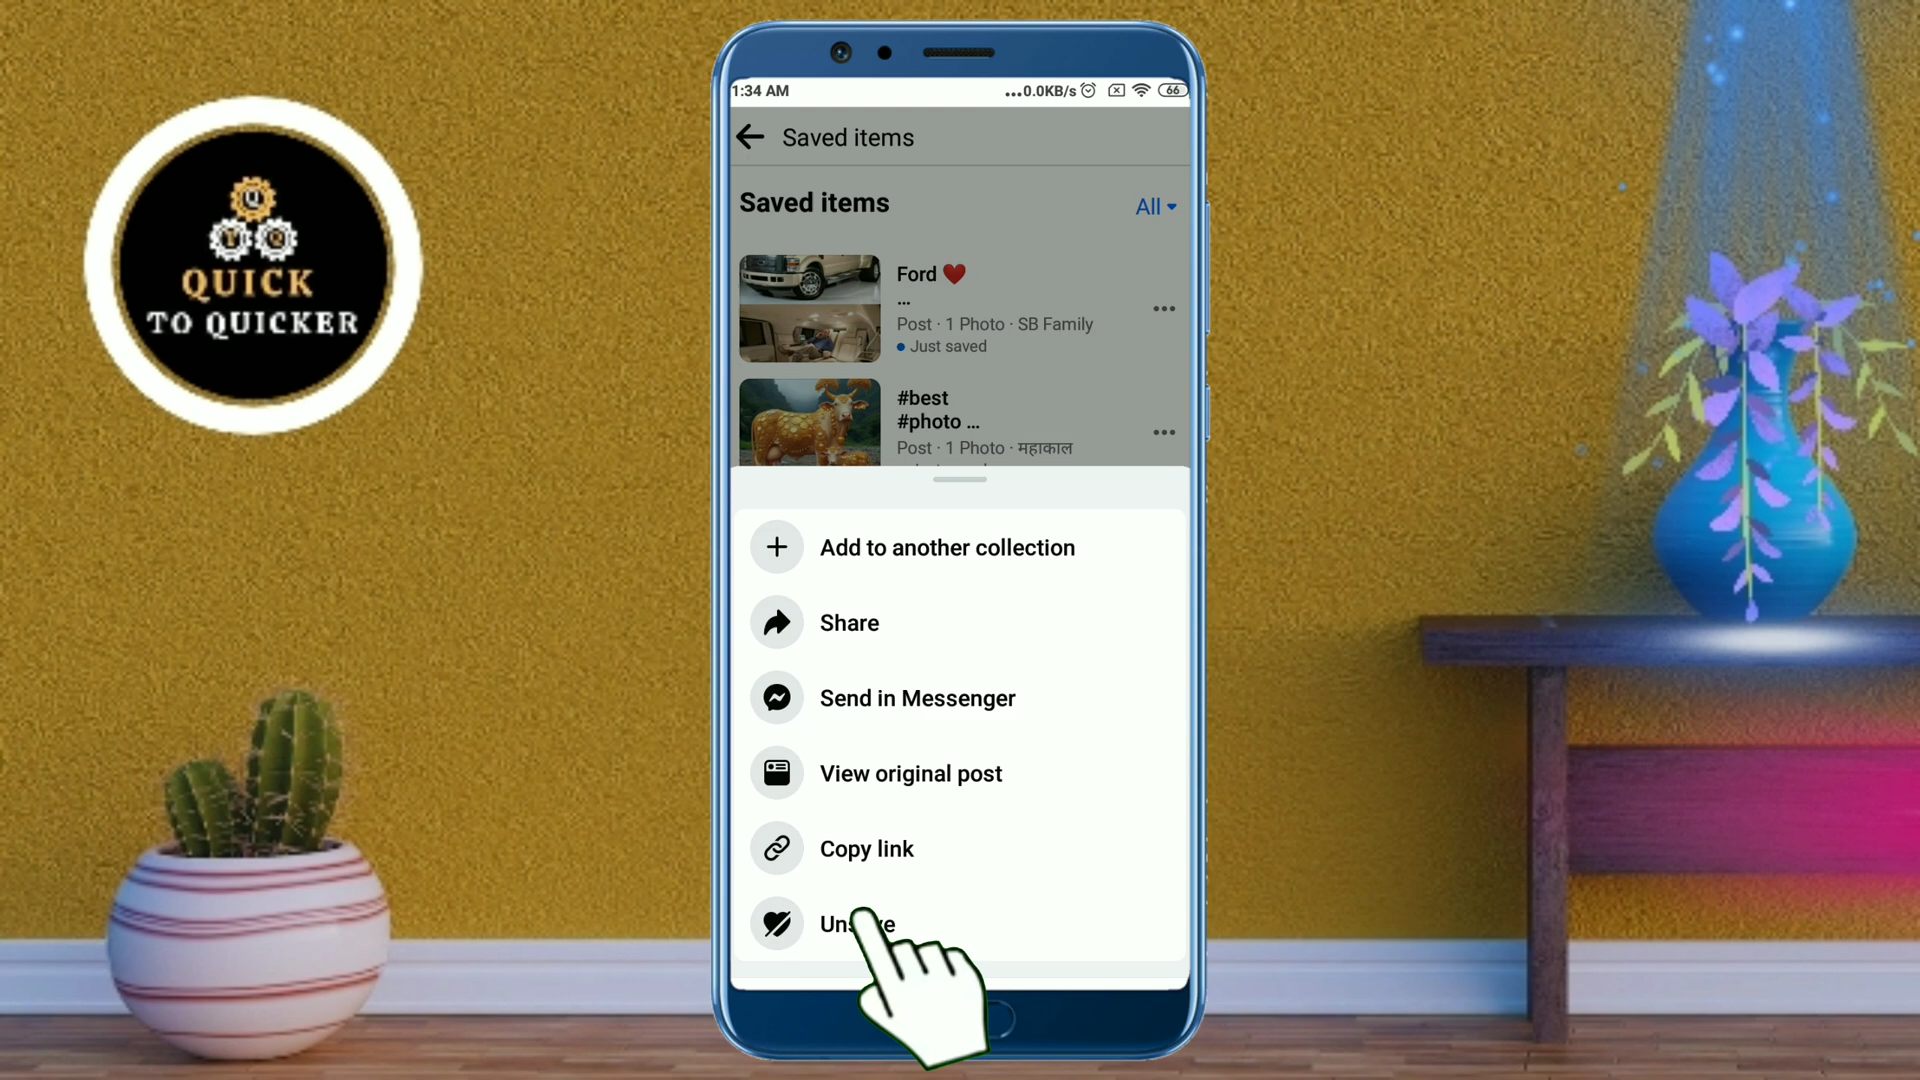 QUICK
TO QUICKER
1:34 AM
...0.0KB/s
66
Saved items
Saved items
All
Ford ❤️
...
Post · 1 Photo · SB Family
Just saved
#best
#photo ...
Post · 1 Photo · महाकाल
Add to another collection
Share
Send in Messenger
View original post
Copy link